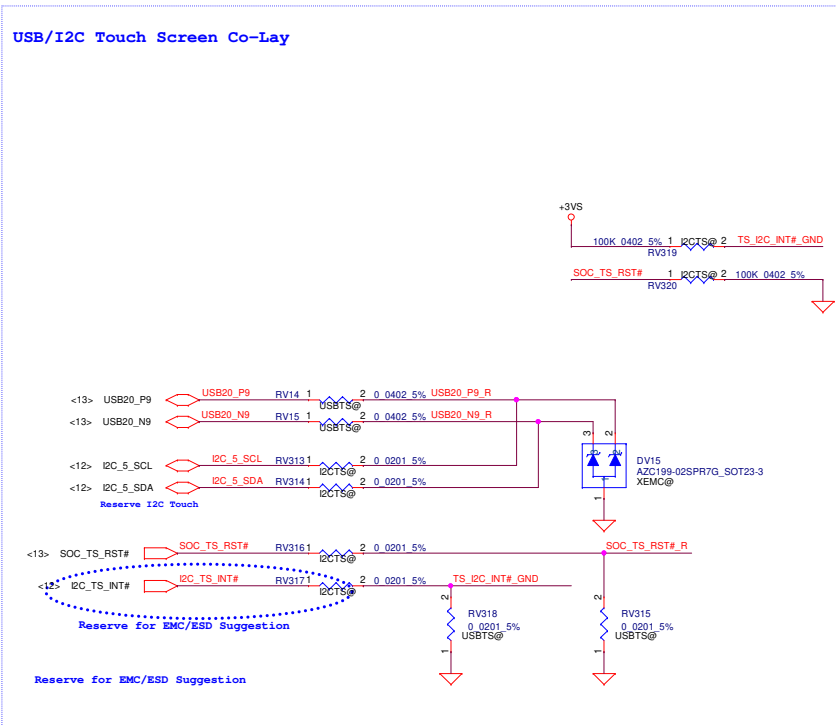 USB/I2C Touch Screen Co-Lay
+3VS
100K_0402_5% 1 I2CTS@ 2 TS_I2C_INT#_GND
RV319
SOC_TS_RST# 1 I2CTS@ 2 100K_0402_5%
RV320
<13> USB20_P9 USB20_P9 RV14 1 2 0_0402_5% USB20_P9_R
USBTS@
<13> USB20_N9 USB20_N9 RV15 1 2 0_0402_5% USB20_N9_R
USBTS@
3 2
DV15
<12> I2C_5_SCL I2C_5_SCL RV313 1 2 0_0201_5%
I2CTS@
AZC199-02SPR7G_SOT23-3
XEMC@
<12> I2C_5_SDA I2C_5_SDA RV314 1 2 0_0201_5%
I2CTS@
1
Reserve I2C Touch
<13> SOC_TS_RST# SOC_TS_RST# RV316 1 2 0_0201_5% SOC_TS_RST#_R
I2CTS@
<12> I2C_TS_INT# I2C_TS_INT# RV317 1 2 0_0201_5% TS_I2C_INT#_GND
I2CTS@
2 2
RV318 RV315
0_0201_5% 0_0201_5%
USBTS@ USBTS@
Reserve for EMC/ESD Suggestion
1 1
Reserve for EMC/ESD Suggestion